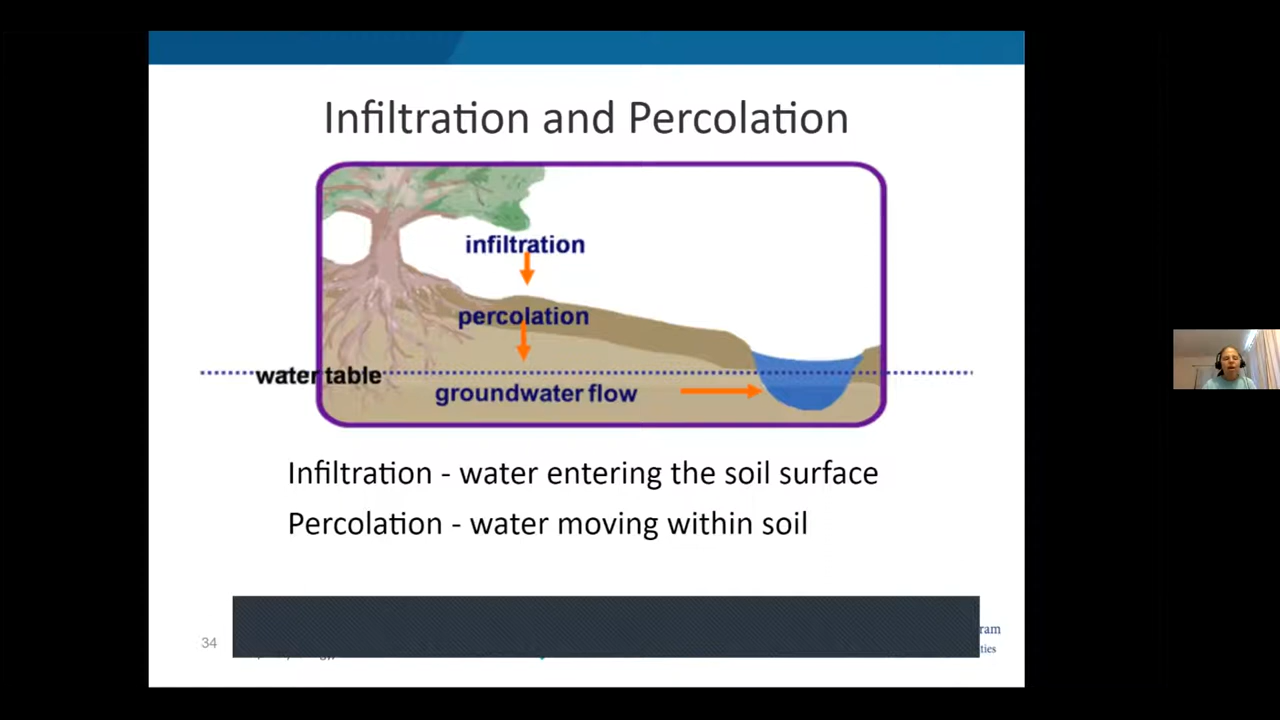 Infiltration and Percolation
infiltration
percolation
water table
groundwater flow
Infiltration - water entering the soil surface
Percolation - water moving within soil
34